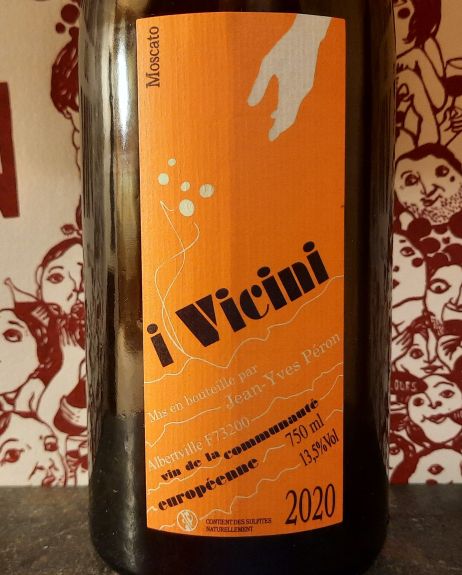 Moscato
i Vicini
Mis en bouteille par
Jean-Yves Péron
Albertville F73200
vin de la communauté
européenne
750 ml
13,5%Vol
CONTENT DES SULFITES
NATURELLEMENT
2020